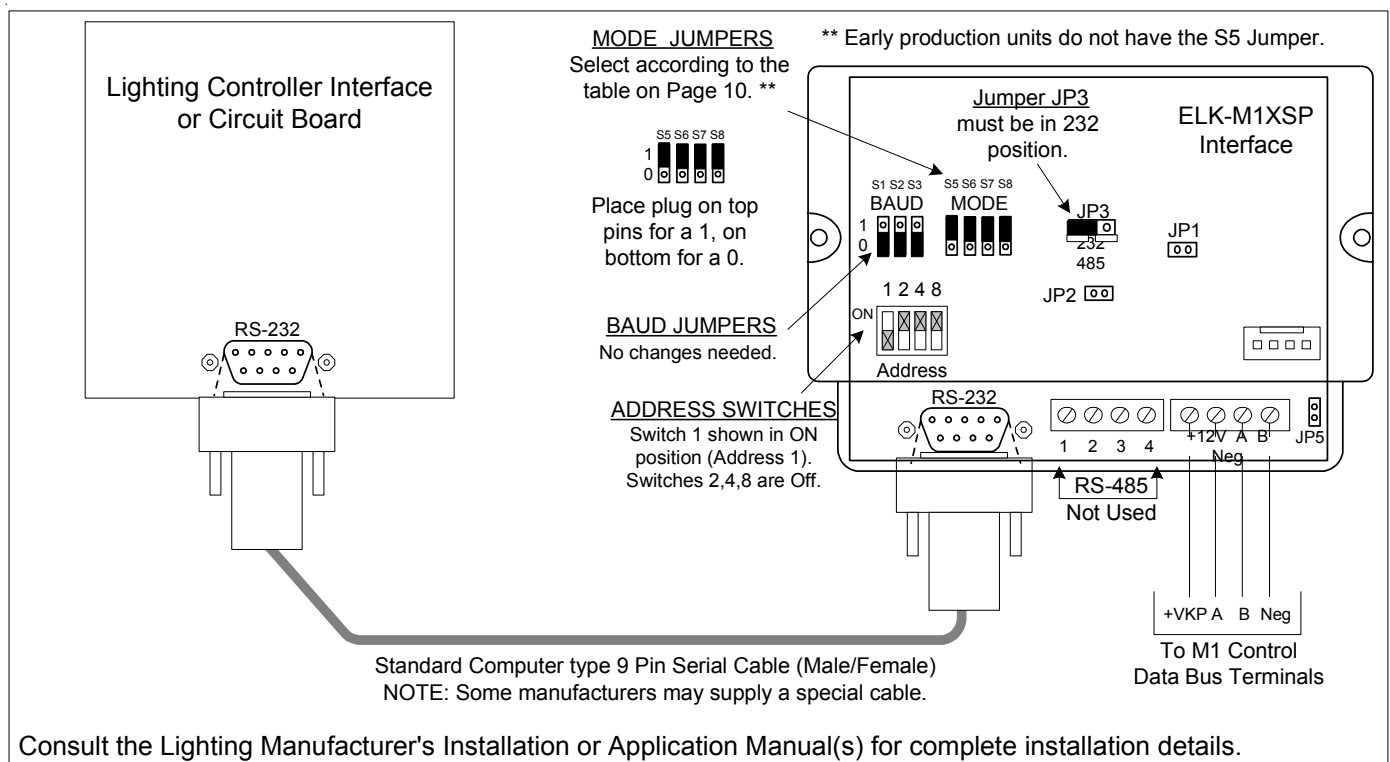 Lighting Controller Interface
or Circuit Board
RS-232
MODE JUMPERS
Select according to the
table on Page 10. **
S5 S6 S7 S8
1
0
Place plug on top
pins for a 1, on
bottom for a 0.
BAUD JUMPERS
No changes needed.
ADDRESS SWITCHES
Switch 1 shown in ON
position (Address 1).
Switches 2,4,8 are Off.
** Early production units do not have the S5 Jumper.
Jumper JP3
must be in 232
position.
ELK-M1XSP
Interface
S1 S2 S3
BAUD
1
0
S5 S6 S7 S8
MODE
JP3
232
485
JP1
JP2
1 2 4 8
ON
Address
RS-232
1 2 3 4
RS-485
Not Used
+12V A B
Neg
JP5
+VKP A B Neg
To M1 Control
Data Bus Terminals
Standard Computer type 9 Pin Serial Cable (Male/Female)
NOTE: Some manufacturers may supply a special cable.
Consult the Lighting Manufacturer's Installation or Application Manual(s) for complete installation details.